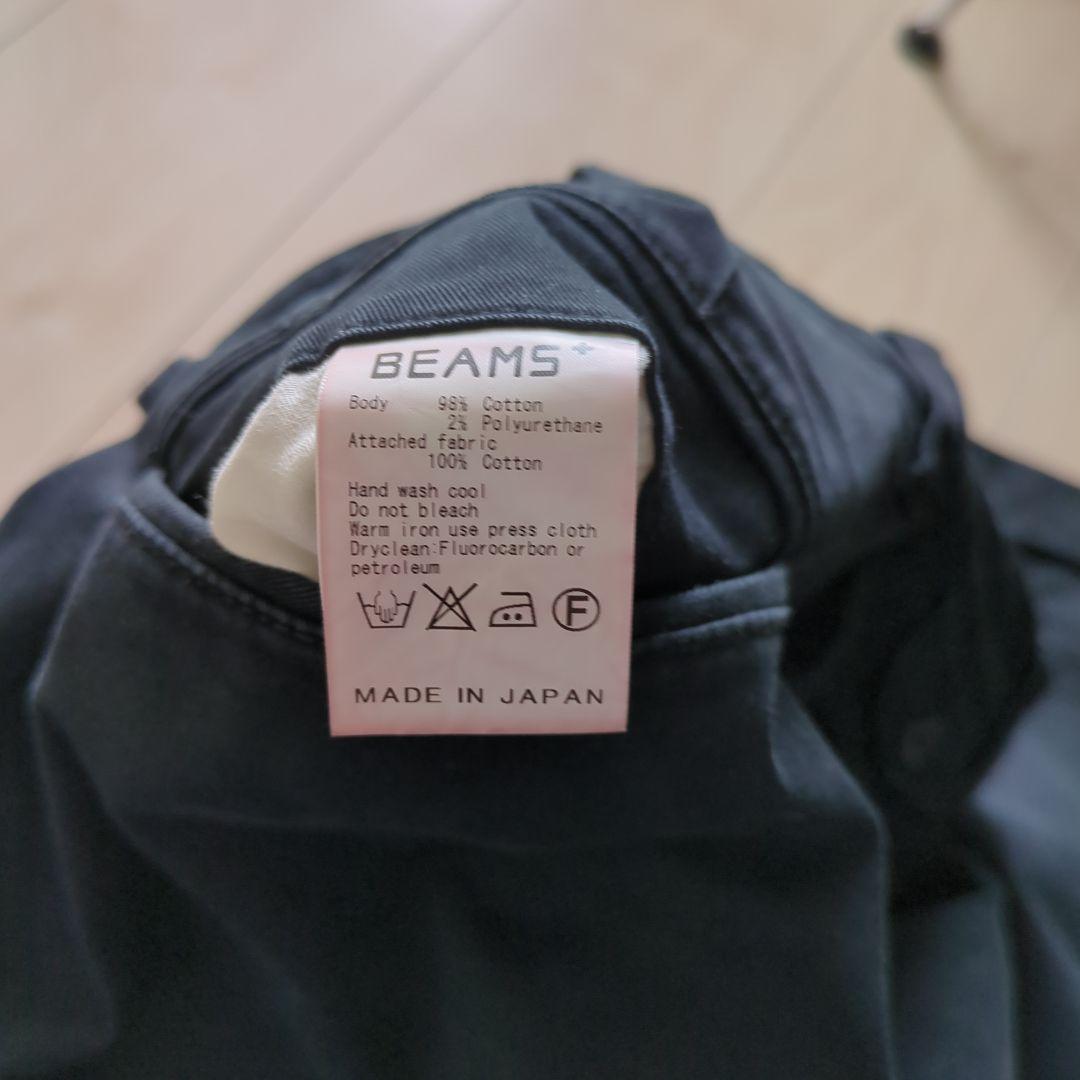 BEAMS+
Body 98% Cotton
2% Polyurethane
Attached fabric
100% Cotton
Hand wash cool
Do not bleach
Warm iron use press cloth
Dryclean:Fluorocarbon or
petroleum
F
MADE IN JAPAN